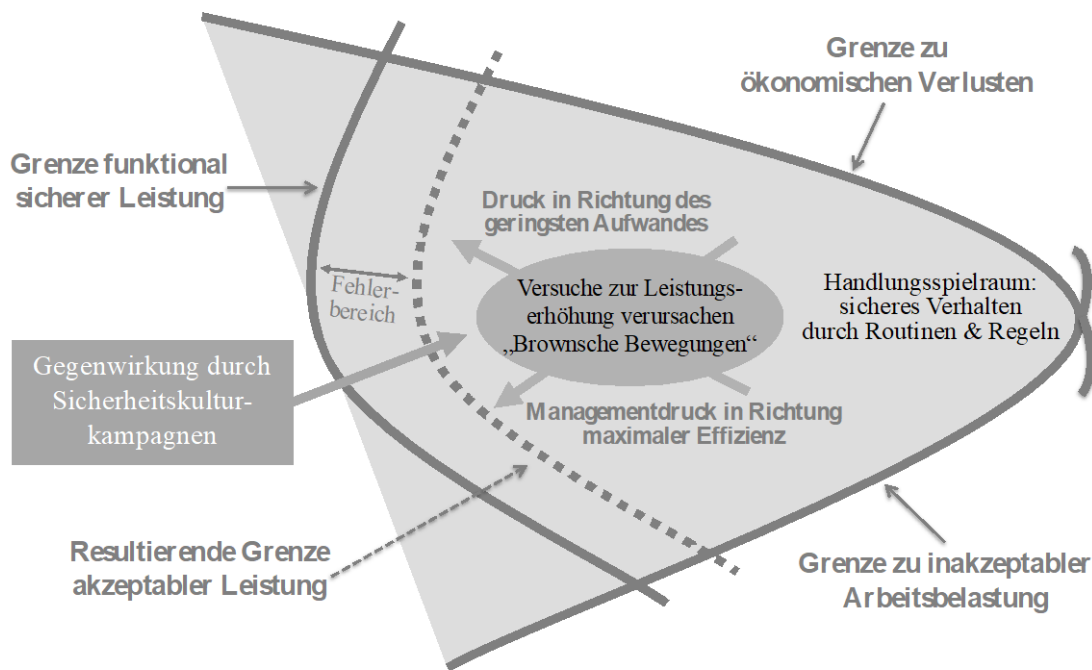 Grenze zu
ökonomischen Verlusten
Grenze funktional
sicherer Leistung
Druck in Richtung des
geringsten Aufwandes
Fehler-
bereich
Versuche zur Leistungs-
erhöhung verursachen
„Brownsche Bewegungen“
Handlungsspielraum:
sicheres Verhalten
durch Routinen & Regeln
Gegenwirkung durch
Sicherheitskultur-
kampagnen
Managementdruck in Richtung
maximaler Effizienz
Resultierende Grenze
akzeptabler Leistung
Grenze zu inakzeptabler
Arbeitsbelastung